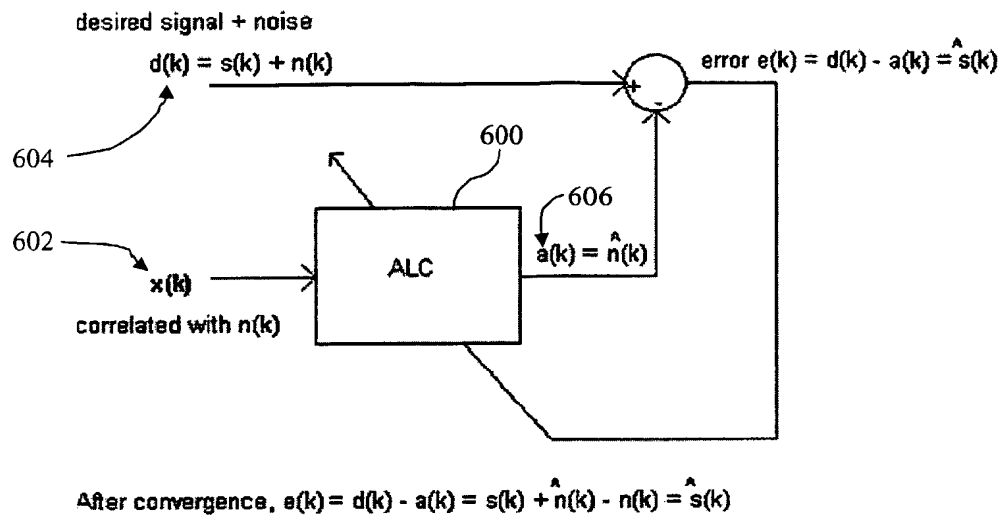 desired signal + noise
d(k) = s(k) + n(k)
error e(k) = d(k) - a(k) = ŝ(k)
+
-
604
600
606
602
a(k) = n̂(k)
x(k)
ALC
correlated with n(k)
After convergence, e(k) = d(k) - a(k) = s(k) + n̂(k) - n(k) = ŝ(k)